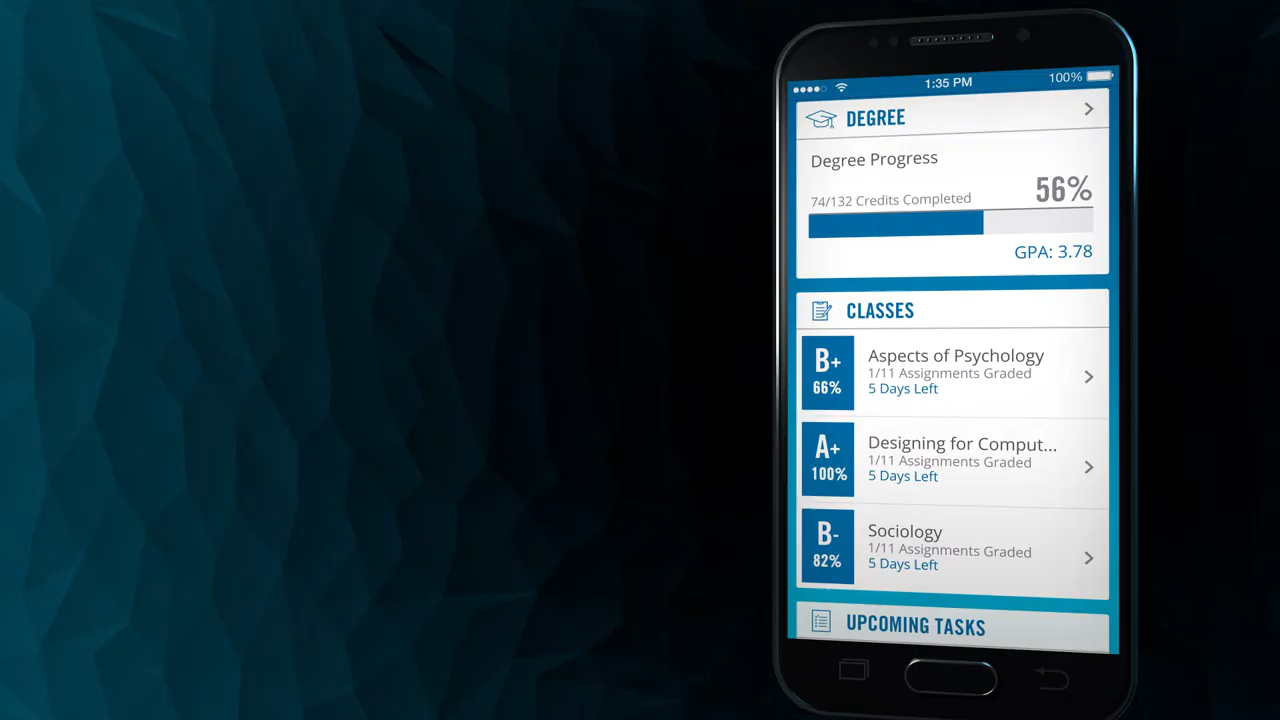 1:35 PM
100%
DEGREE
Degree Progress
74/132 Credits Completed
56%
GPA: 3.78
CLASSES
B+
66%
Aspects of Psychology
1/11 Assignments Graded
5 Days Left
A+
100%
Designing for Comput...
1/11 Assignments Graded
5 Days Left
B-
82%
Sociology
1/11 Assignments Graded
5 Days Left
UPCOMING TASKS